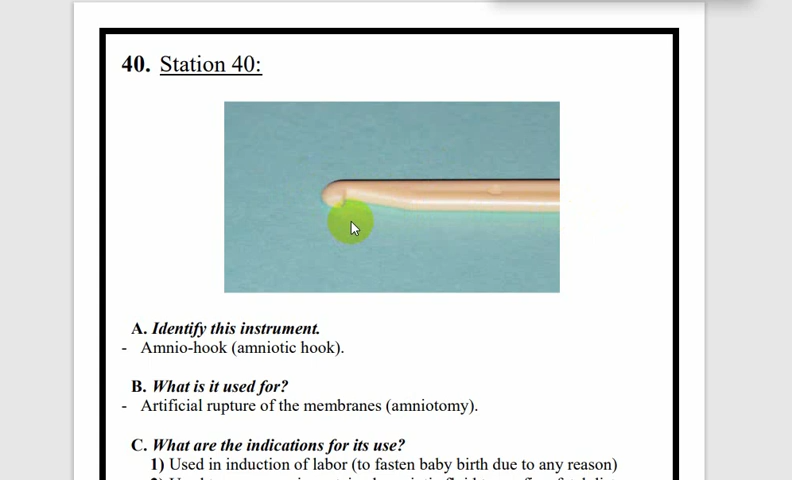 40. Station 40:
A. Identify this instrument.
- Amnio-hook (amniotic hook).
B. What is it used for?
- Artificial rupture of the membranes (amniotomy).
C. What are the indications for its use?
1) Used in induction of labor (to fasten baby birth due to any reason)